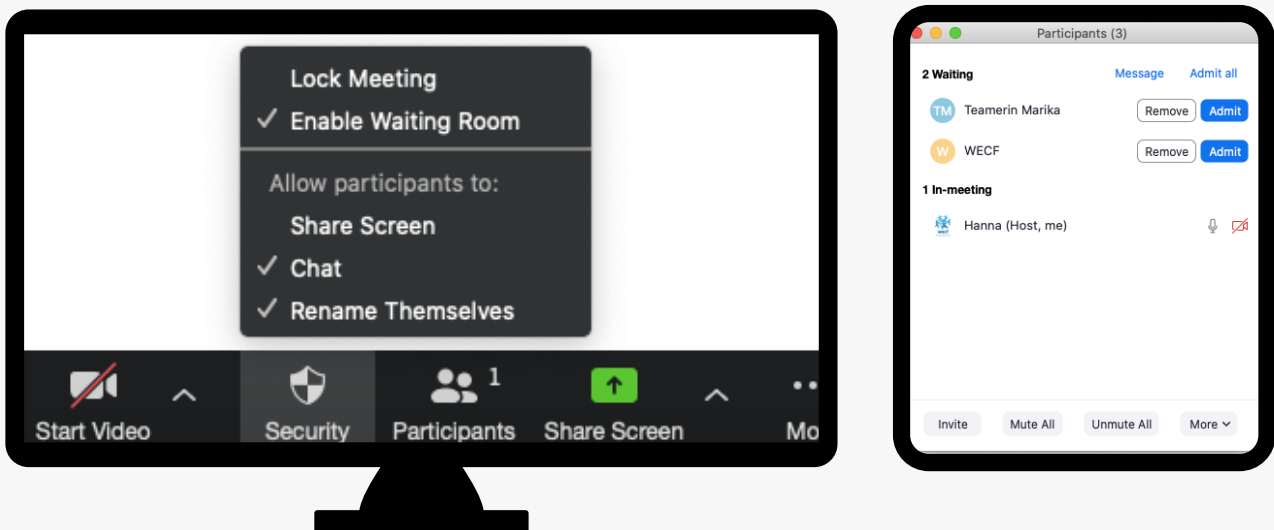 Lock Meeting
✓ Enable Waiting Room
Allow participants to:
Share Screen
✓ Chat
✓ Rename Themselves
Start Video
Security
Participants 1
Share Screen
Mo
Participants (3)
2 Waiting Message Admit all
TM Teamerin Marika Remove Admit
W WECF Remove Admit
1 In-meeting
Hanna (Host, me)
Invite Mute All Unmute All More